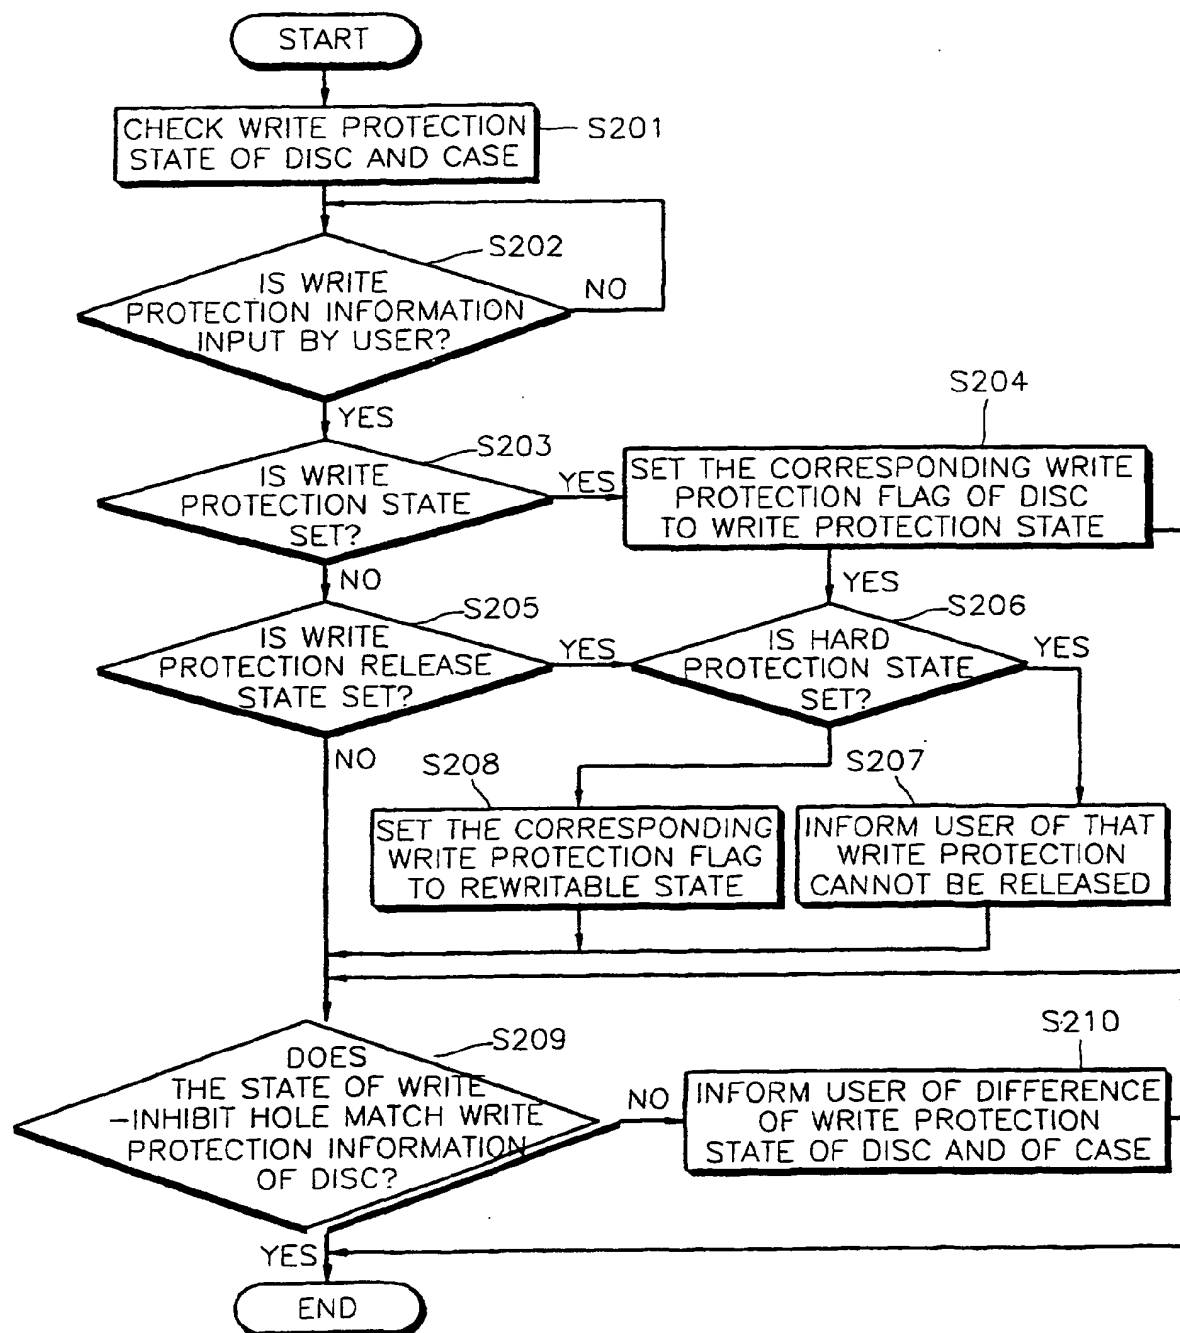 START
CHECK WRITE PROTECTION
STATE OF DISC AND CASE
S201
S202
IS WRITE
PROTECTION INFORMATION
INPUT BY USER?
NO
YES
S203
IS WRITE
PROTECTION STATE
SET?
YES
S204
SET THE CORRESPONDING WRITE
PROTECTION FLAG OF DISC
TO WRITE PROTECTION STATE
NO
YES
S205
IS WRITE
PROTECTION RELEASE
STATE SET?
YES
S206
IS HARD
PROTECTION STATE
SET?
YES
NO
S208
SET THE CORRESPONDING
WRITE PROTECTION FLAG
TO REWRITABLE STATE
S207
INFORM USER OF THAT
WRITE PROTECTION
CANNOT BE RELEASED
S209
DOES
THE STATE OF WRITE
-INHIBIT HOLE MATCH WRITE
PROTECTION INFORMATION
OF DISC?
NO
S210
INFORM USER OF DIFFERENCE
OF WRITE PROTECTION
STATE OF DISC AND OF CASE
YES
END